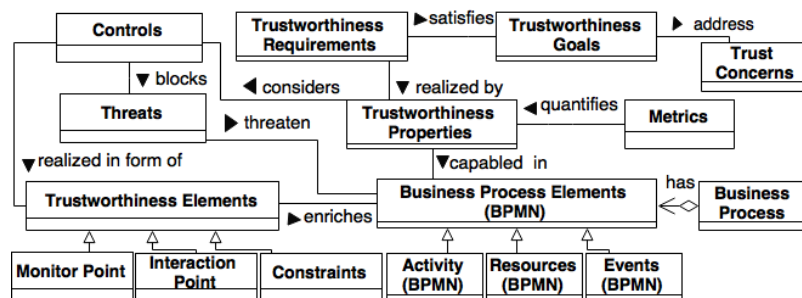 Controls
Trustworthiness
Requirements
▶ satisfies
Trustworthiness
Goals
▶ address
Trust
Concerns
▼ blocks
◀ considers
▼ realized by
Threats
▶ threaten
Trustworthiness
Properties
◀ quantifies
Metrics
▼ realized in form of
▼ capabled in
Trustworthiness Elements
▶ enriches
Business Process Elements
(BPMN)
has
Business
Process
Monitor Point
Interaction
Point
Constraints
Activity
(BPMN)
Resources
(BPMN)
Events
(BPMN)